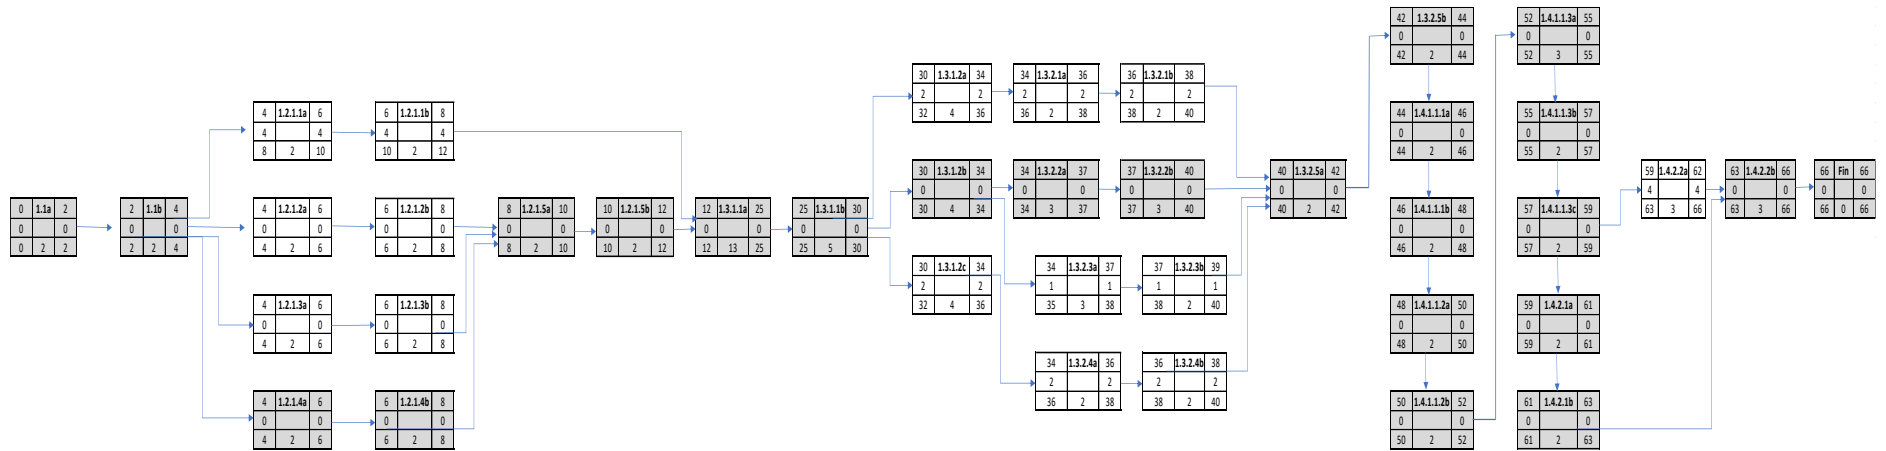 0 1.1a 2
0 0
0 2 2
2 1.1b 4
0 0
2 2 4
4 1.2.1.1a 6
4 4
8 2 10
6 1.2.1.1b 8
4 4
10 2 12
4 1.2.1.2a 6
0 0
4 2 6
6 1.2.1.2b 8
0 0
6 2 8
4 1.2.1.3a 6
0 0
4 2 6
6 1.2.1.3b 8
0 0
6 2 8
4 1.2.1.4a 6
0 0
4 2 6
6 1.2.1.4b 8
0 0
6 2 8
8 1.2.1.5a 10
0 0
8 2 10
10 1.2.1.5b 12
0 0
10 2 12
12 1.3.1.1a 25
0 0
12 13 25
25 1.3.1.1b 30
0 0
25 5 30
30 1.3.1.2a 34
2 2
32 4 36
34 1.3.2.1a 36
2 2
36 2 38
36 1.3.2.1b 38
2 2
38 2 40
30 1.3.1.2b 34
0 0
30 4 34
34 1.3.2.2a 37
0 0
34 3 37
37 1.3.2.2b 40
0 0
37 3 40
30 1.3.1.2c 34
2 2
32 4 36
34 1.3.2.3a 37
1 1
35 3 38
37 1.3.2.3b 39
1 1
38 2 40
34 1.3.2.4a 36
2 2
36 2 38
36 1.3.2.4b 38
2 2
38 2 40
40 1.3.2.5a 42
0 0
40 2 42
42 1.3.2.5b 44
0 0
42 2 44
44 1.4.1.1.1a 46
0 0
44 2 46
46 1.4.1.1.1b 48
0 0
46 2 48
48 1.4.1.1.2a 50
0 0
48 2 50
50 1.4.1.1.2b 52
0 0
50 2 52
52 1.4.1.1.3a 55
0 0
52 3 55
55 1.4.1.1.3b 57
0 0
55 2 57
57 1.4.1.1.3c 59
0 0
57 2 59
59 1.4.2.1a 61
0 0
59 2 61
61 1.4.2.1b 63
0 0
61 2 63
59 1.4.2.2a 62
4 4
63 3 66
63 1.4.2.2b 66
0 0
63 3 66
66 Fin 66
0 0
66 0 66